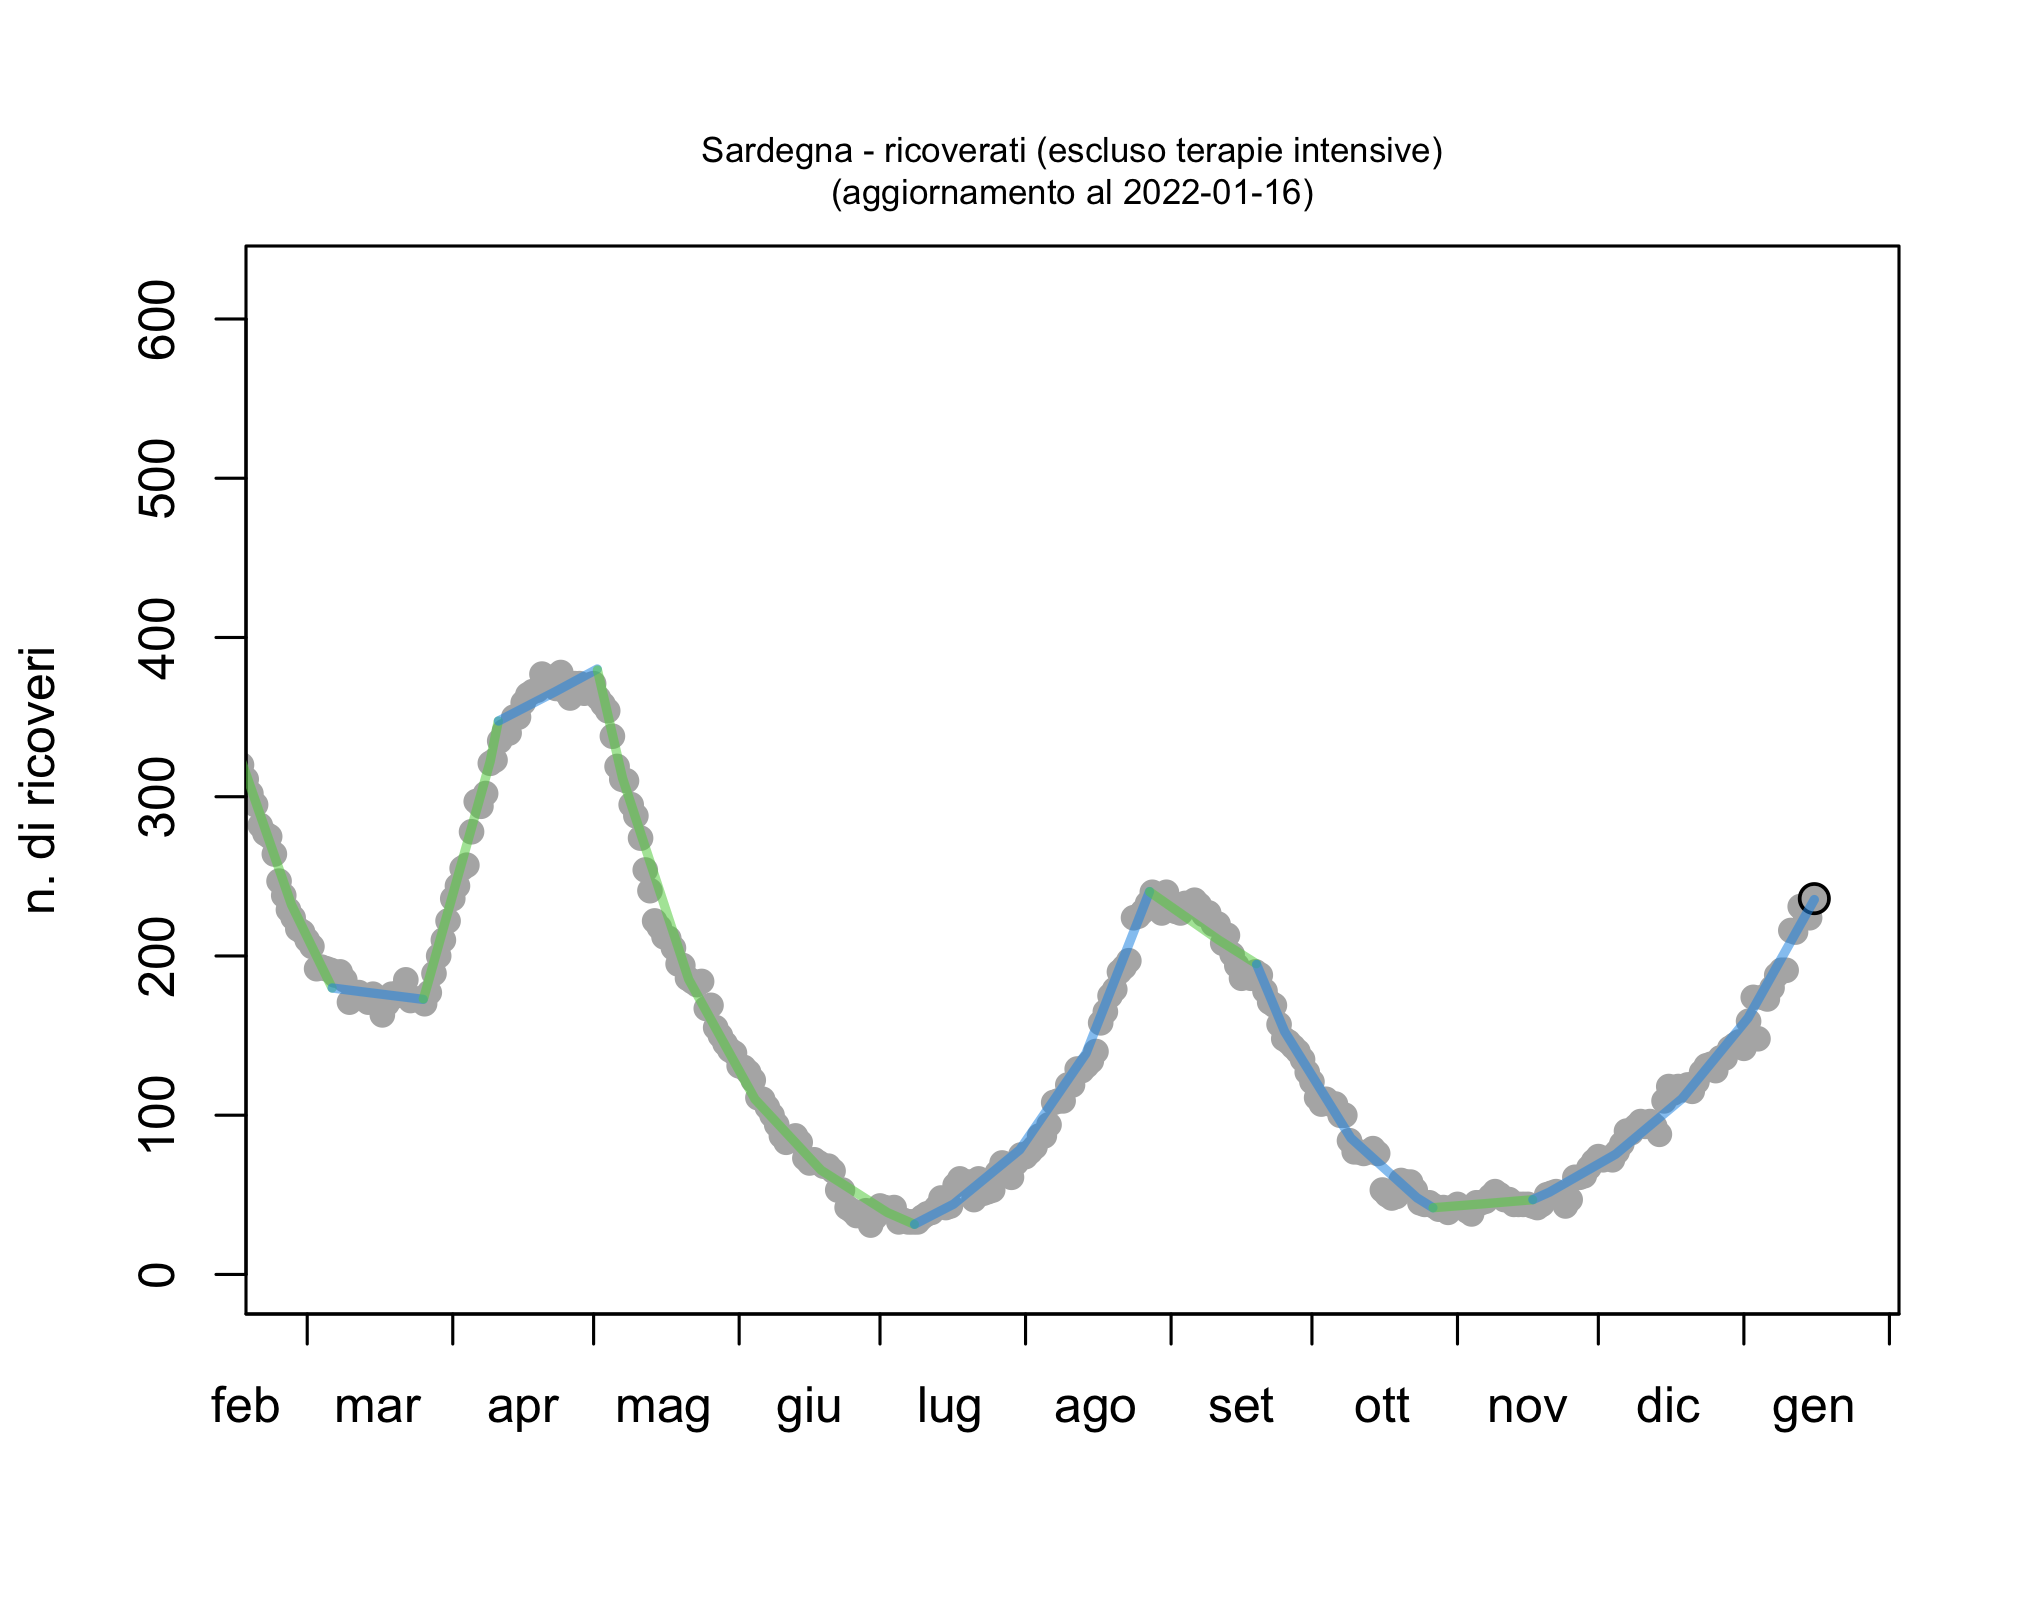 Sardegna - ricoverati (escluso terapie intensive)
(aggiornamento al 2022-01-16)
n. di ricoveri
600
500
400
300
200
100
0
feb mar apr mag giu lug ago set ott nov dic gen